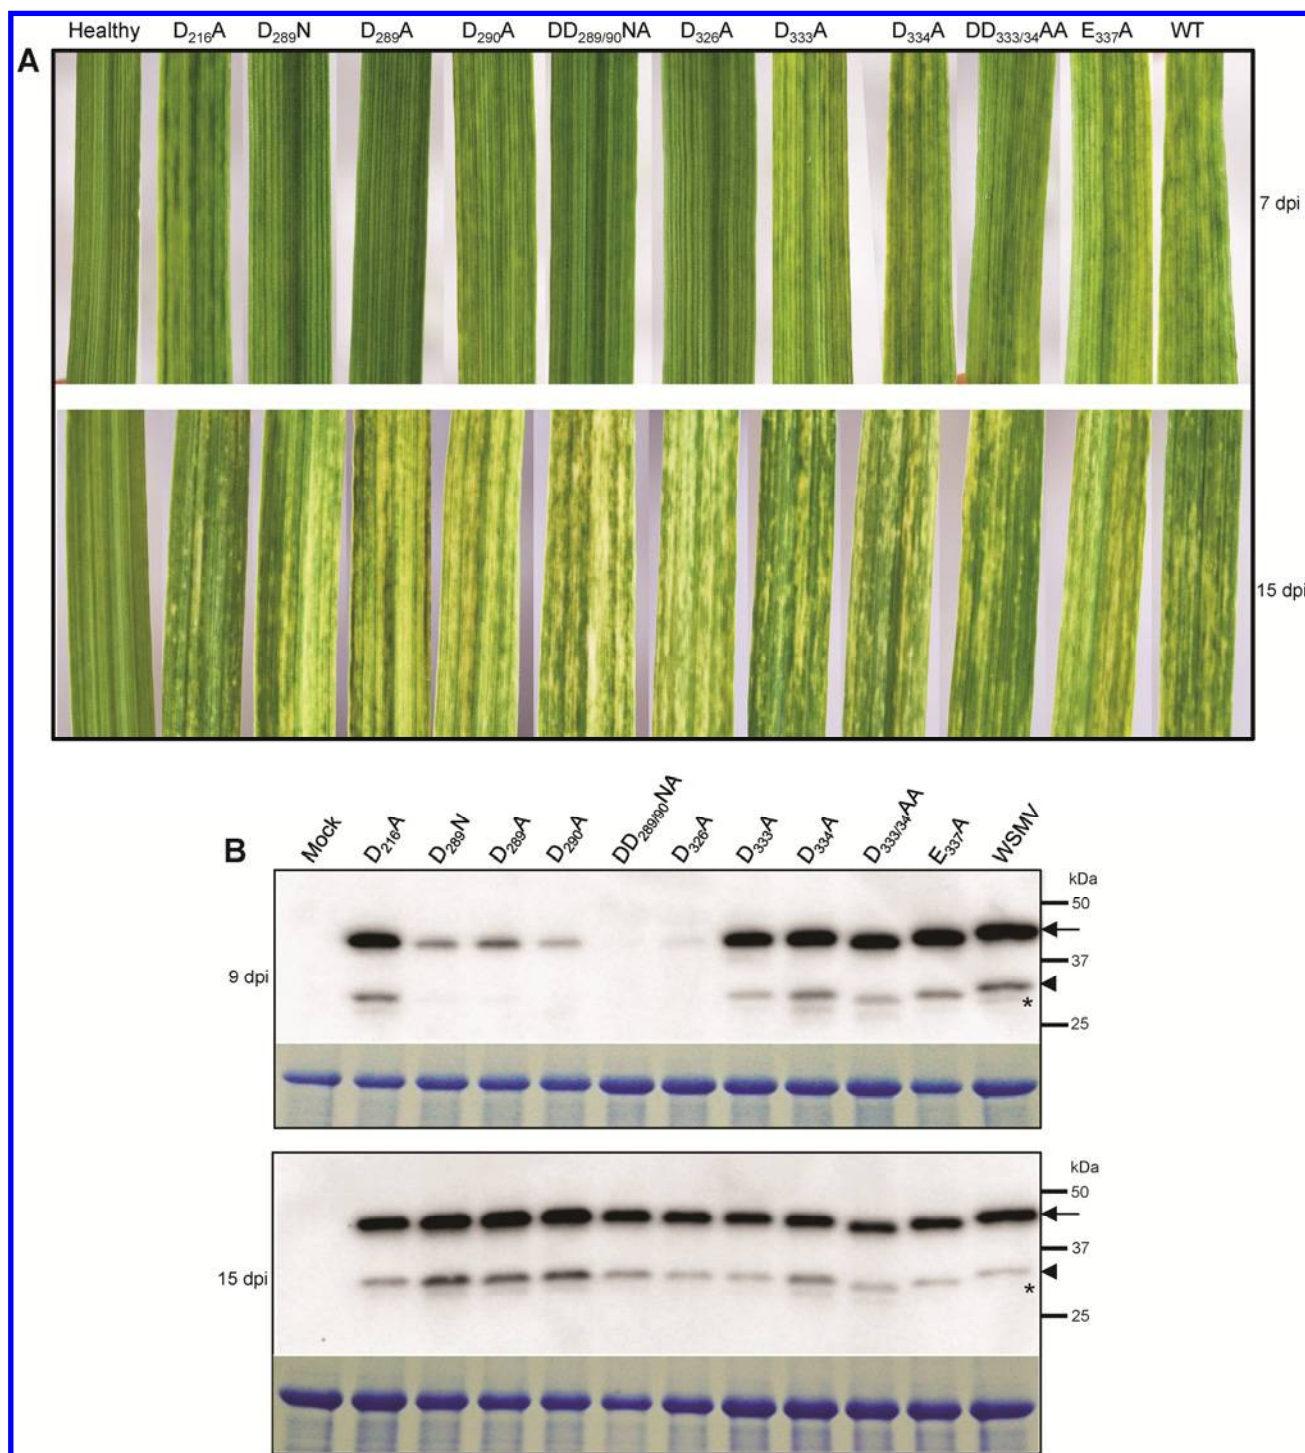 Healthy D₂₁₆A D₂₈₉N D₂₈₉A D₂₉₀A DD₂₈₉/₉₀NA D₃₂₆A D₃₃₃A D₃₃₄A DD₃₃₃/₃₄AA E₃₃₇A WT
A
7 dpi
15 dpi
B
Mock D₂₁₆A D₂₈₉N D₂₈₉A D₂₉₀A DD₂₈₉/₉₀NA D₃₂₆A D₃₃₃A D₃₃₄A D₃₃₃/₃₄AA E₃₃₇A WSMV
kDa
50
37
9 dpi
*
25
kDa
50
37
15 dpi
*
25